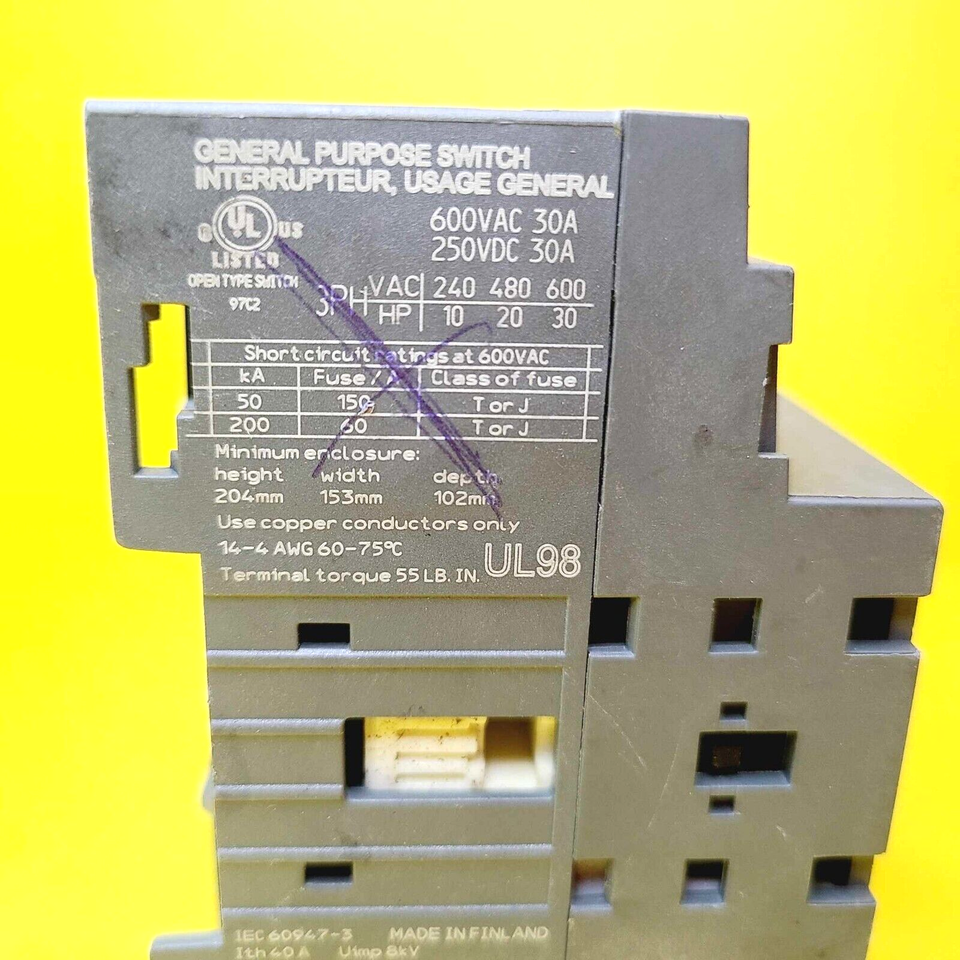 GENERAL PURPOSE SWITCH
INTERRUPTEUR, USAGE GENERAL
C UL US
LISTED
OPEN TYPE SWITCH
97C2
600VAC 30A
250VDC 30A
3PH VAC 240 480 600
HP 10 20 30
Short circuit ratings at 600VAC
kA Fuse/A Class of fuse
50 150 T or J
200 60 T or J
Minimum enclosure:
height width depth
204mm 153mm 102mm
Use copper conductors only
14-4 AWG 60-75°C
Terminal torque 55 LB. IN.
UL98
IEC 60947-3 MADE IN FINLAND
Ith 40 A Uimp 8kV